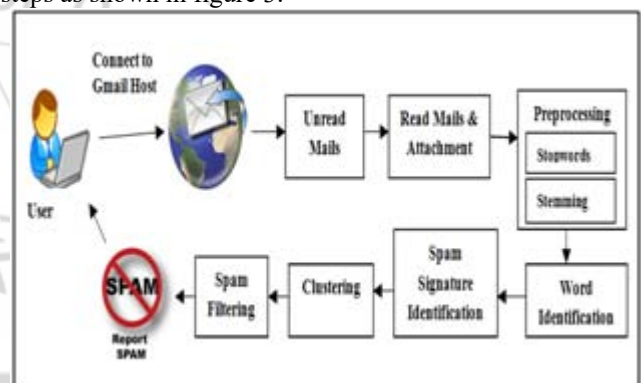 steps as shown in figure 3.
Connect to
Gmail Host
User
Unread
Mails
Read Mails &
Attachment
Preprocessing
Stopwords
Stemming
Word
Identification
Spam
Signature
Identification
Clustering
Spam
Filtering
SPAM
Report
SPAM